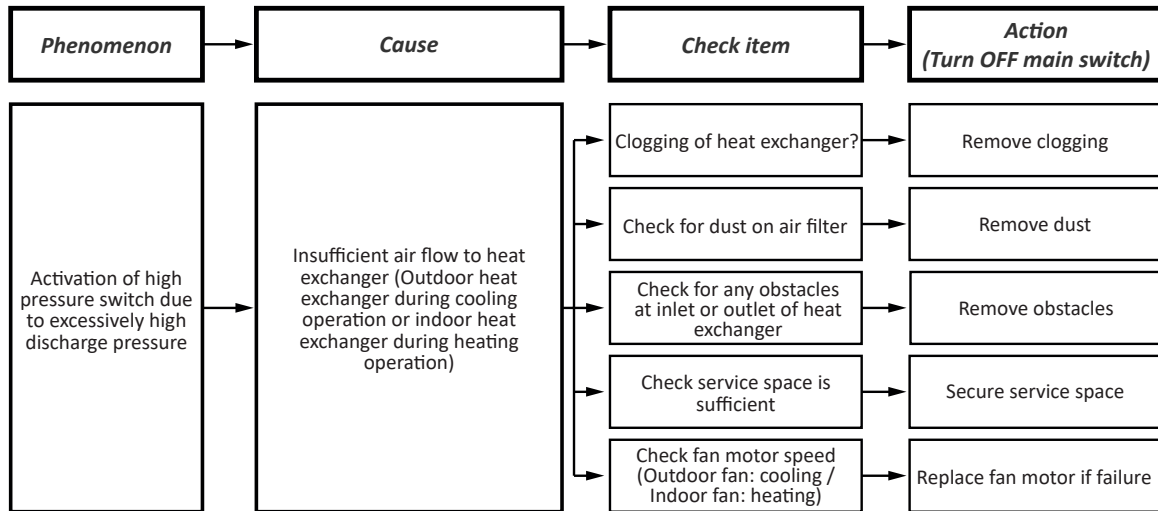 Phenomenon
Cause
Check item
Action
(Turn OFF main switch)
Activation of high
pressure switch due
to excessively high
discharge pressure
Insufficient air flow to heat
exchanger (Outdoor heat
exchanger during cooling
operation or indoor heat
exchanger during heating
operation)
Clogging of heat exchanger?
Remove clogging
Check for dust on air filter
Remove dust
Check for any obstacles
at inlet or outlet of heat
exchanger
Remove obstacles
Check service space is
sufficient
Secure service space
Check fan motor speed
(Outdoor fan: cooling /
Indoor fan: heating)
Replace fan motor if failure